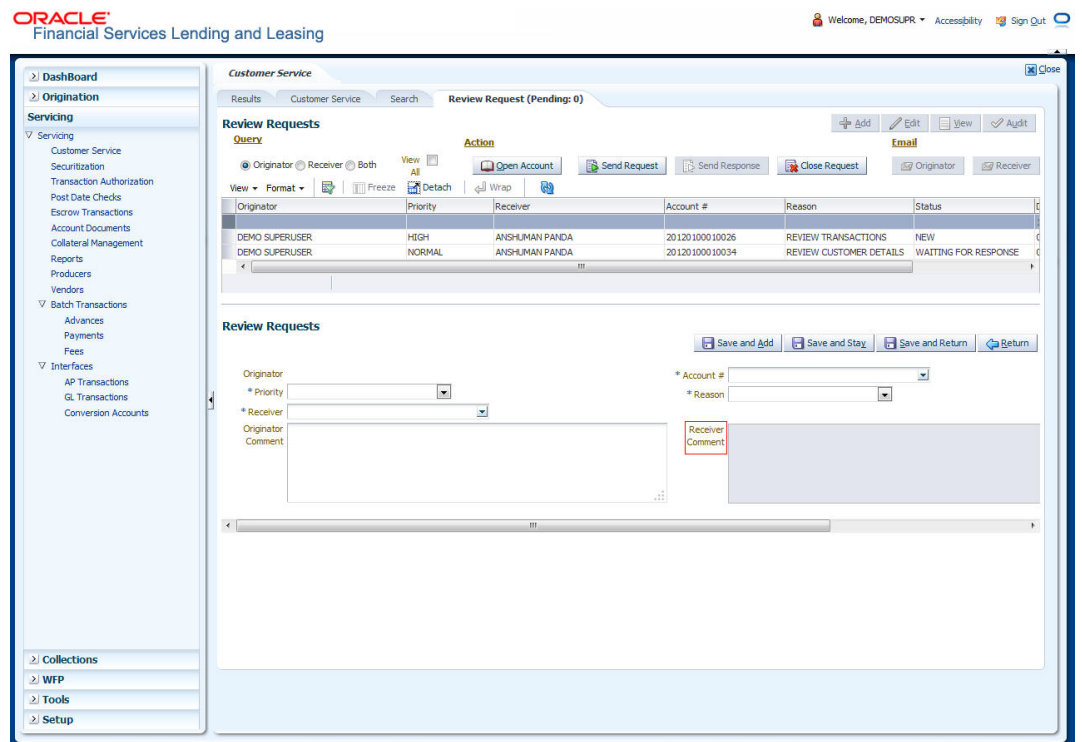 ORACLE
Financial Services Lending and Leasing
Welcome, DEMOSUPR Accessibility Sign Out
Close
DashBoard
Origination
Servicing
Servicing
Customer Service
Securitization
Transaction Authorization
Post Date Checks
Escrow Transactions
Account Documents
Collateral Management
Reports
Producers
Vendors
Batch Transactions
Advances
Payments
Fees
Interfaces
AP Transactions
GL Transactions
Conversion Accounts
Collections
WFP
Tools
Setup
Customer Service
Results Customer Service Search Review Request (Pending: 0)
Review Requests
Add Edit View Audit
Query Action Email
Originator Receiver Both View All Open Account Send Request Send Response Close Request Originator Receiver
View Format Freeze Detach Wrap
Originator Priority Receiver Account # Reason Status
DEMO SUPERUSER HIGH ANSHUMAN PANDA 20120100010026 REVIEW TRANSACTIONS NEW
DEMO SUPERUSER NORMAL ANSHUMAN PANDA 20120100010034 REVIEW CUSTOMER DETAILS WAITING FOR RESPONSE
Review Requests
Save and Add Save and Stay Save and Return Return
Originator * Account #
* Priority * Reason
* Receiver
Originator Comment Receiver Comment